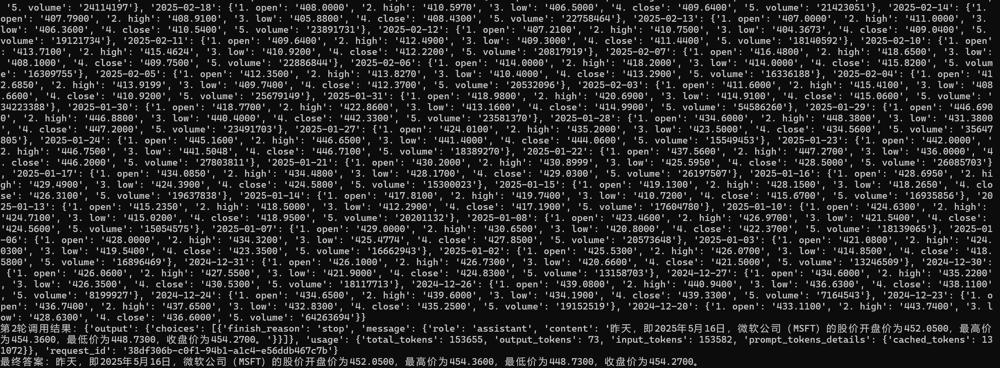 '5. volume': '24114197'}, '2025-02-18': {'1. open': '408.0000', '2. high': '410.5970', '3. low': '406.5000', '4. close': '409.6400', '5. volume': '21423051'}, '2025-02-14': {'1.
open': '407.7900', '2. high': '408.9100', '3. low': '405.8800', '4. close': '408.4300', '5. volume': '22758464'}, '2025-02-13': {'1. open': '407.0000', '2. high': '411.0000', '3.
low': '406.3600', '4. close': '410.5400', '5. volume': '23891731'}, '2025-02-12': {'1. open': '407.2100', '2. high': '410.7500', '3. low': '404.3673', '4. close': '409.0400', '5.
volume': '19121734'}, '2025-02-11': {'1. open': '409.6400', '2. high': '412.4900', '3. low': '409.3000', '4. close': '411.4400', '5. volume': '18140592'}, '2025-02-10': {'1. open'
: '413.7100', '2. high': '415.4624', '3. low': '410.9200', '4. close': '412.2200', '5. volume': '20817919'}, '2025-02-07': {'1. open': '416.4800', '2. high': '418.6500', '3. low':
 '408.1000', '4. close': '409.7500', '5. volume': '22886844'}, '2025-02-06': {'1. open': '414.0000', '2. high': '418.2000', '3. low': '414.0000', '4. close': '415.8200', '5. volum
e': '16309755'}, '2025-02-05': {'1. open': '412.3500', '2. high': '413.8270', '3. low': '410.4000', '4. close': '413.2900', '5. volume': '16336188'}, '2025-02-04': {'1. open': '41
2.6850', '2. high': '413.9199', '3. low': '409.7400', '4. close': '412.3700', '5. volume': '20532096'}, '2025-02-03': {'1. open': '411.6000', '2. high': '415.4100', '3. low': '408
.6600', '4. close': '410.9200', '5. volume': '25679149'}, '2025-01-31': {'1. open': '418.9800', '2. high': '420.6900', '3. low': '414.9100', '4. close': '415.0600', '5. volume': '
34223388'}, '2025-01-30': {'1. open': '418.7700', '2. high': '422.8600', '3. low': '413.1600', '4. close': '414.9900', '5. volume': '54586260'}, '2025-01-29': {'1. open': '446.690
0', '2. high': '446.8800', '3. low': '440.4000', '4. close': '442.3300', '5. volume': '23581370'}, '2025-01-28': {'1. open': '434.6000', '2. high': '448.3800', '3. low': '431.3800
', '4. close': '447.2000', '5. volume': '23491703'}, '2025-01-27': {'1. open': '424.0100', '2. high': '435.2000', '3. low': '423.5000', '4. close': '434.5600', '5. volume': '35647
805'}, '2025-01-24': {'1. open': '445.1600', '2. high': '446.6500', '3. low': '441.4000', '4. close': '444.0600', '5. volume': '15549453'}, '2025-01-23': {'1. open': '442.0000', '
2. high': '446.7500', '3. low': '441.5048', '4. close': '446.7100', '5. volume': '18389270'}, '2025-01-22': {'1. open': '437.5600', '2. high': '447.2700', '3. low': '436.0000', '4
. close': '446.2000', '5. volume': '27803811'}, '2025-01-21': {'1. open': '430.2000', '2. high': '430.8999', '3. low': '425.5950', '4. close': '428.5000', '5. volume': '26085703'}
, '2025-01-17': {'1. open': '434.0850', '2. high': '434.4800', '3. low': '428.1700', '4. close': '429.0300', '5. volume': '26197507'}, '2025-01-16': {'1. open': '428.6950', '2. hi
gh': '429.4900', '3. low': '424.3900', '4. close': '424.5800', '5. volume': '15300023'}, '2025-01-15': {'1. open': '419.1300', '2. high': '428.1500', '3. low': '418.2650', '4. clo
se': '426.3100', '5. volume': '19637838'}, '2025-01-14': {'1. open': '417.8100', '2. high': '419.7400', '3. low': '410.7200', '4. close': '415.6700', '5. volume': '16935856'}, '20
25-01-13': {'1. open': '415.2350', '2. high': '418.5000', '3. low': '412.2900', '4. close': '417.1900', '5. volume': '17604780'}, '2025-01-10': {'1. open': '424.6300', '2. high':
'424.7100', '3. low': '415.0200', '4. close': '418.9500', '5. volume': '20201132'}, '2025-01-08': {'1. open': '423.4600', '2. high': '426.9700', '3. low': '421.5400', '4. close':
'424.5600', '5. volume': '15054575'}, '2025-01-07': {'1. open': '429.0000', '2. high': '430.6500', '3. low': '420.8000', '4. close': '422.3700', '5. volume': '18139065'}, '2025-01
-06': {'1. open': '428.0000', '2. high': '434.3200', '3. low': '425.4774', '4. close': '427.8500', '5. volume': '20573648'}, '2025-01-03': {'1. open': '421.0800', '2. high': '424.
0300', '3. low': '419.5400', '4. close': '423.3500', '5. volume': '16662943'}, '2025-01-02': {'1. open': '425.5300', '2. high': '426.0700', '3. low': '414.8500', '4. close': '418.
5800', '5. volume': '16896469'}, '2024-12-31': {'1. open': '426.1000', '2. high': '426.7300', '3. low': '420.6600', '4. close': '421.5000', '5. volume': '13246509'}, '2024-12-30':
 {'1. open': '426.0600', '2. high': '427.5500', '3. low': '421.9000', '4. close': '424.8300', '5. volume': '13158703'}, '2024-12-27': {'1. open': '434.6000', '2. high': '435.2200'
, '3. low': '426.3500', '4. close': '430.5300', '5. volume': '18117713'}, '2024-12-26': {'1. open': '439.0800', '2. high': '440.9400', '3. low': '436.6300', '4. close': '438.1100'
, '5. volume': '8199927'}, '2024-12-24': {'1. open': '434.6500', '2. high': '439.6000', '3. low': '434.1900', '4. close': '439.3300', '5. volume': '7164543'}, '2024-12-23': {'1. o
pen': '436.7400', '2. high': '437.6500', '3. low': '432.8300', '4. close': '435.2500', '5. volume': '19152519'}, '2024-12-20': {'1. open': '433.1100', '2. high': '443.7400', '3. l
ow': '428.6300', '4. close': '436.6000', '5. volume': '64263694'}}
第2轮调用结果: {'output': {'choices': [{'finish_reason': 'stop', 'message': {'role': 'assistant', 'content': '昨天，即2025年5月16日，微软公司（MSFT）的股价开盘价为452.0500，最高价
为454.3600，最低价为448.7300，收盘价为454.2700。'}}]}, 'usage': {'total_tokens': 153655, 'output_tokens': 73, 'input_tokens': 153582, 'prompt_tokens_details': {'cached_tokens': 13
1072}}, 'request_id': '38df306b-c0f1-94b1-a1c4-e56ddb467c7b'}
最终答案: 昨天，即2025年5月16日，微软公司（MSFT）的股价开盘价为452.0500，最高价为454.3600，最低价为448.7300，收盘价为454.2700。